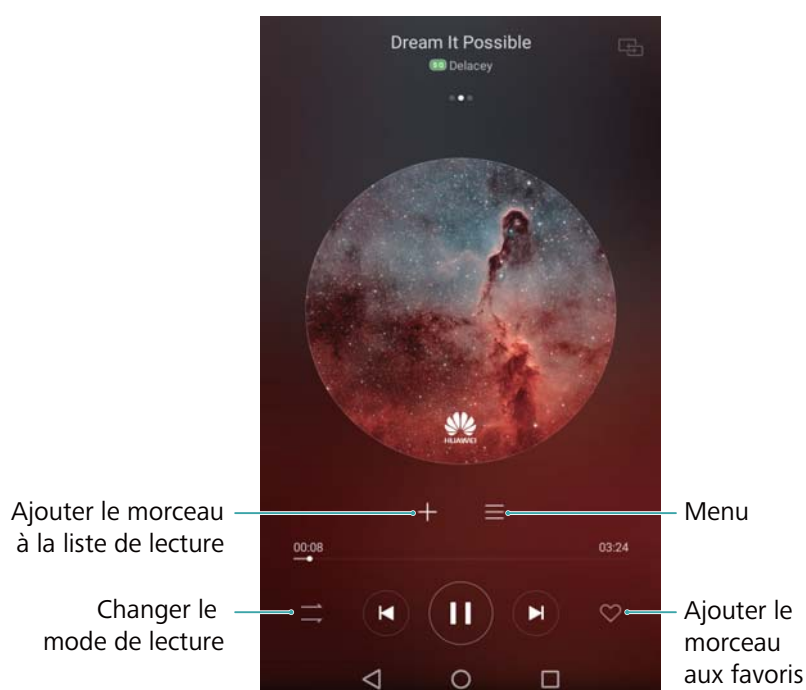 Dream It Possible
SQ Delacey
HUAWEI
Ajouter le morceau
à la liste de lecture
Menu
00:08
03:24
Changer le
mode de lecture
Ajouter le
morceau
aux favoris